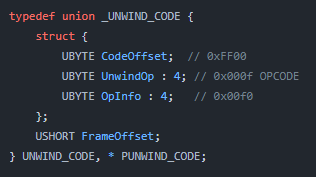 typedef union _UNWIND_CODE {
    struct {
        UBYTE CodeOffset;  // 0xFF00
        UBYTE UnwindOp : 4; // 0x000f OPCODE
        UBYTE OpInfo : 4;   // 0x00f0
    };
    USHORT FrameOffset;
} UNWIND_CODE, * PUNWIND_CODE;